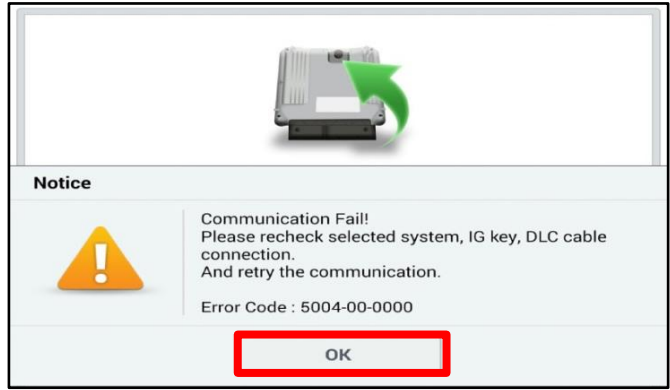 Notice
Communication Fail!
Please recheck selected system, IG key, DLC cable
connection.
And retry the communication.
Error Code : 5004-00-0000
OK